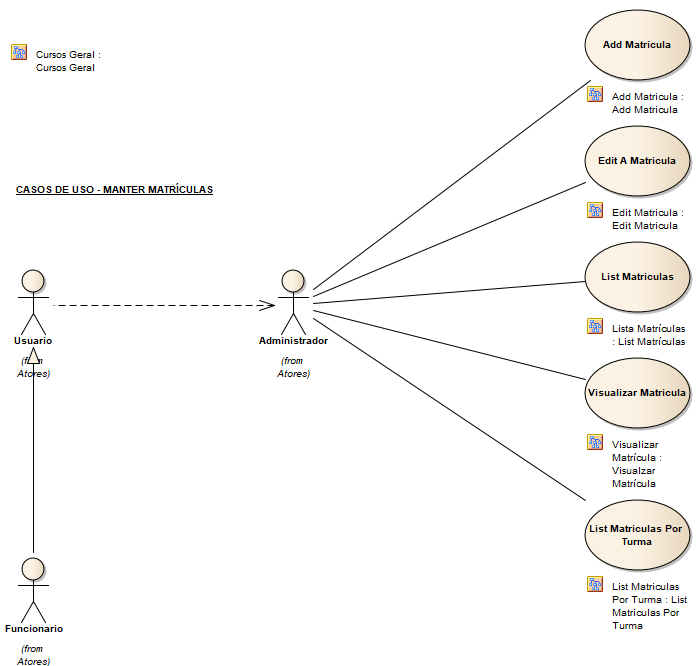 Cursos Geral :
Cursos Geral
CASOS DE USO - MANTER MATRÍCULAS
Add Matricula
Add Matricula :
Add Matricula
Edit A Matricula
Edit Matricula :
Edit Matricula
List Matriculas
Lista Matrículas
: List Matrículas
Usuario
(from
Atores)
Administrador
(from
Atores)
Visualizar Matricula
Visualizar
Matrícula :
Visualzar
Matrícula
List Matriculas Por
Turma
List Matriculas
Por Turma : List
Matriculas Por
Turma
Funcionario
(from
Atores)